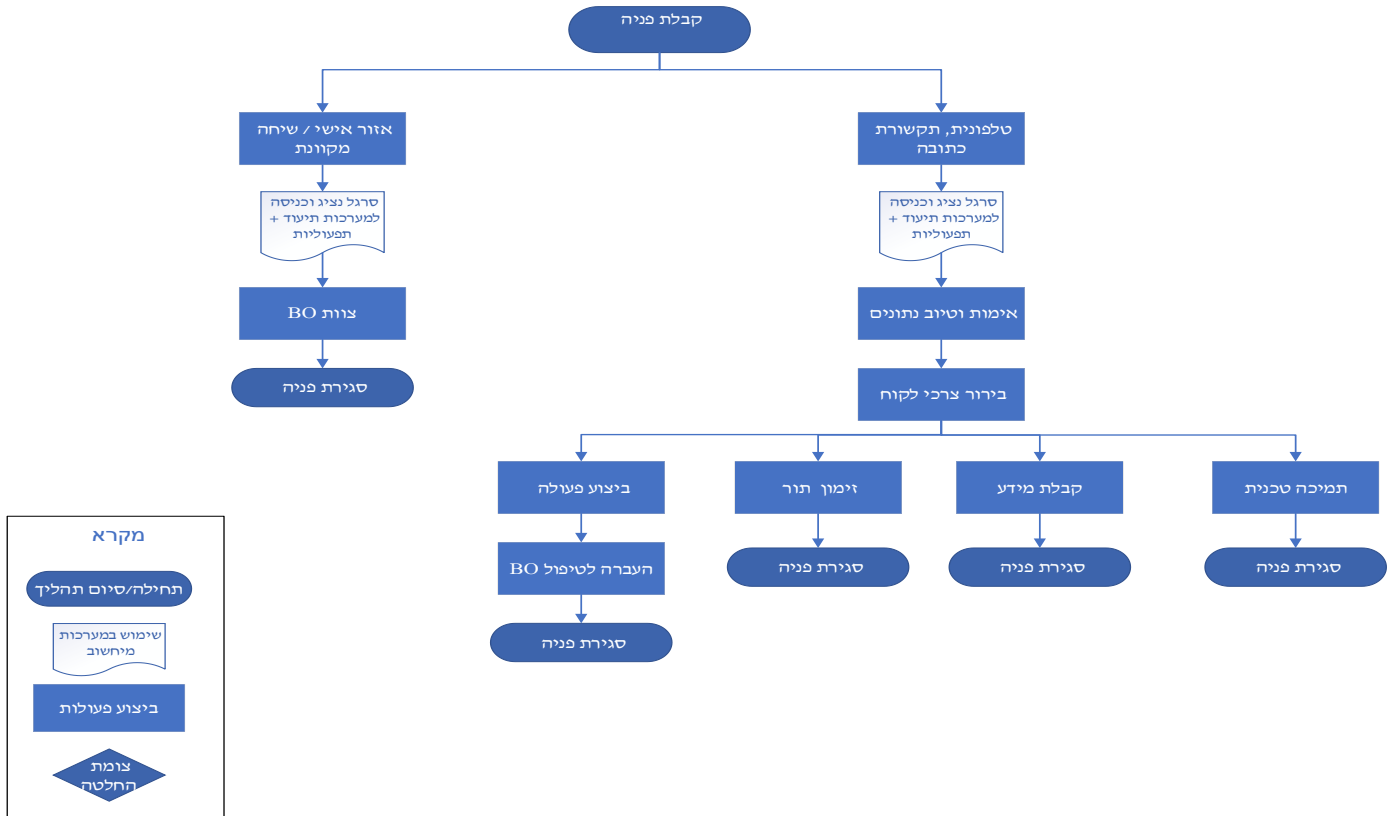 קבלת פניה
טלפונית, תקשורת
כתובה
אזור אישי / שיחה
מקוונת
סרגל נציג וכניסה
למערכות תיעוד +
תפעוליות
סרגל נציג וכניסה
למערכות תיעוד +
תפעוליות
אימות וטיוב נתונים
צוות BO
בירור צרכי לקוח
סגירת פניה
תמיכה טכנית
קבלת מידע
זימון תור
ביצוע פעולה
סגירת פניה
סגירת פניה
סגירת פניה
העברה לטיפול BO
סגירת פניה
מקרא
תחילה/סיום תהליך
שימוש במערכות
מיחשוב
ביצוע פעולות
צומת
החלטה